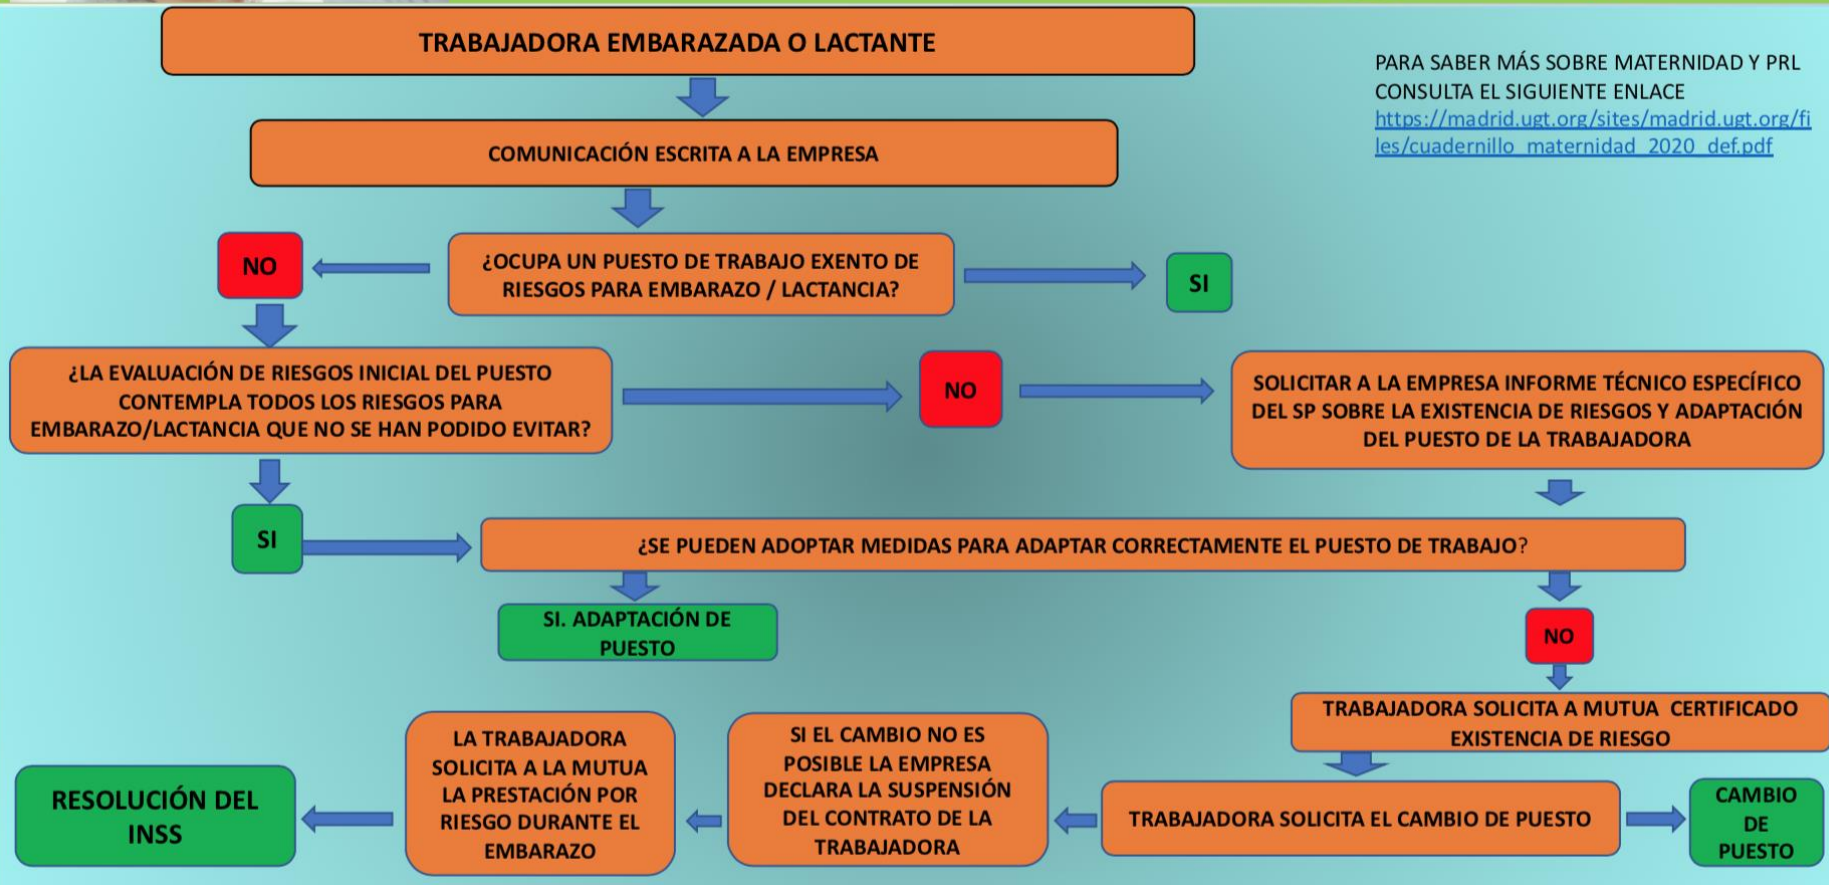 TRABAJADORA EMBARAZADA O LACTANTE
PARA SABER MÁS SOBRE MATERNIDAD Y PRL
CONSULTA EL SIGUIENTE ENLACE
https://madrid.ugt.org/sites/madrid.ugt.org/fi
les/cuadernillo_maternidad_2020_def.pdf
COMUNICACIÓN ESCRITA A LA EMPRESA
NO
¿OCUPA UN PUESTO DE TRABAJO EXENTO DE
RIESGOS PARA EMBARAZO / LACTANCIA?
SI
¿LA EVALUACIÓN DE RIESGOS INICIAL DEL PUESTO
CONTEMPLA TODOS LOS RIESGOS PARA
EMBARAZO/LACTANCIA QUE NO SE HAN PODIDO EVITAR?
NO
SOLICITAR A LA EMPRESA INFORME TÉCNICO ESPECÍFICO
DEL SP SOBRE LA EXISTENCIA DE RIESGOS Y ADAPTACIÓN
DEL PUESTO DE LA TRABAJADORA
SI
¿SE PUEDEN ADOPTAR MEDIDAS PARA ADAPTAR CORRECTAMENTE EL PUESTO DE TRABAJO?
SI. ADAPTACIÓN DE
PUESTO
NO
TRABAJADORA SOLICITA A MUTUA CERTIFICADO
EXISTENCIA DE RIESGO
TRABAJADORA SOLICITA EL CAMBIO DE PUESTO
CAMBIO
DE
PUESTO
SI EL CAMBIO NO ES
POSIBLE LA EMPRESA
DECLARA LA SUSPENSIÓN
DEL CONTRATO DE LA
TRABAJADORA
LA TRABAJADORA
SOLICITA A LA MUTUA
LA PRESTACIÓN POR
RIESGO DURANTE EL
EMBARAZO
RESOLUCIÓN DEL
INSS